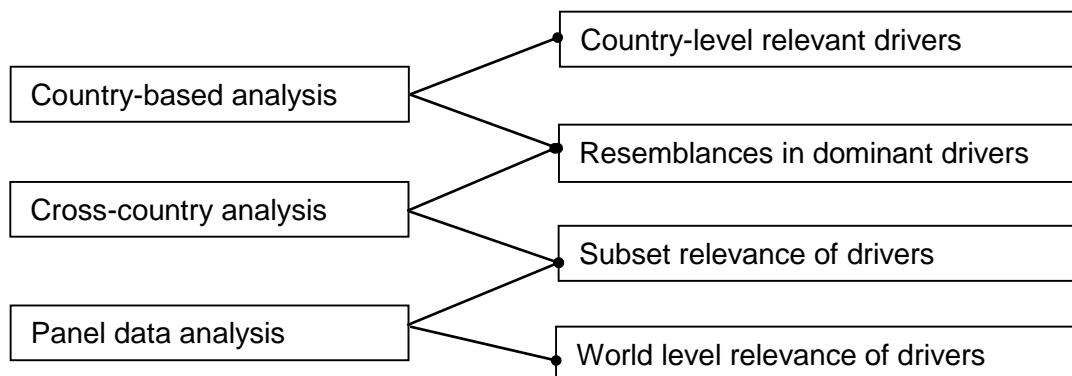 Country-based analysis
Cross-country analysis
Panel data analysis
Country-level relevant drivers
Resemblances in dominant drivers
Subset relevance of drivers
World level relevance of drivers